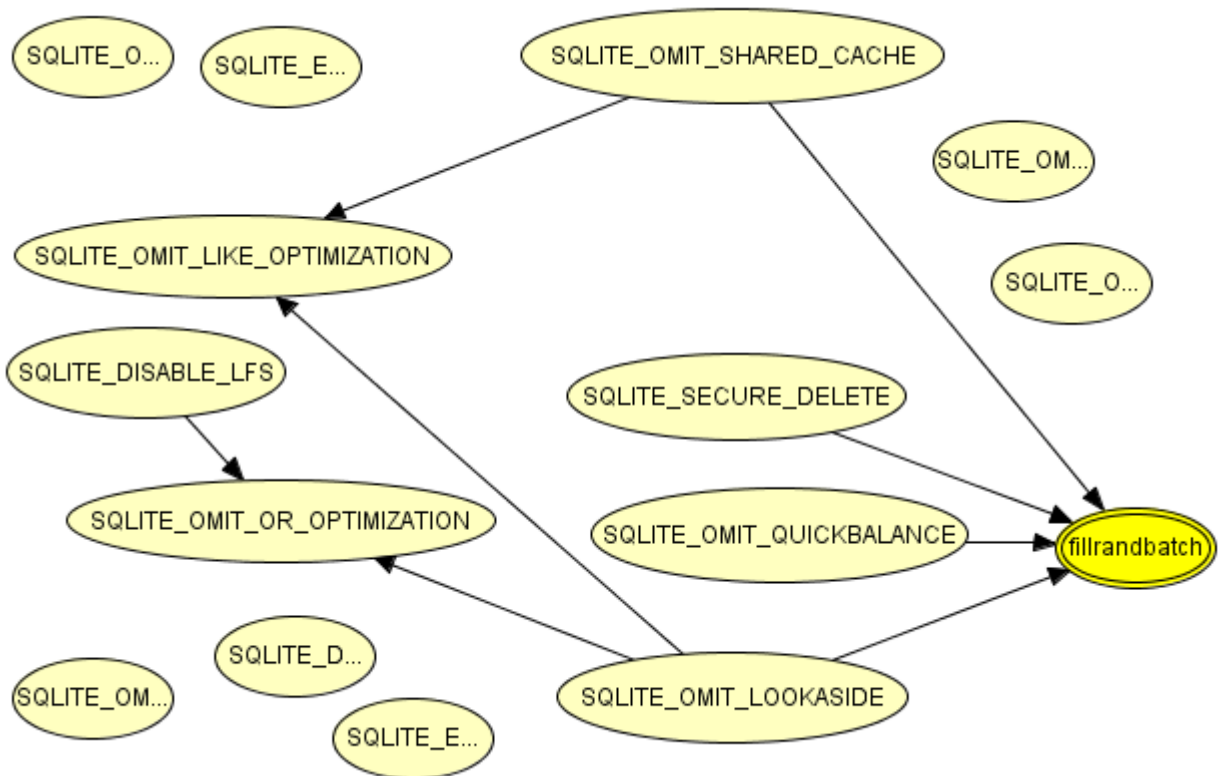 SQLITE_O...
SQLITE_E...
SQLITE_OMIT_SHARED_CACHE
SQLITE_OM...
SQLITE_OMIT_LIKE_OPTIMIZATION
SQLITE_O...
SQLITE_DISABLE_LFS
SQLITE_SECURE_DELETE
SQLITE_OMIT_OR_OPTIMIZATION
SQLITE_OMIT_QUICKBALANCE
fillrandbatch
SQLITE_D...
SQLITE_OM...
SQLITE_OMIT_LOOKASIDE
SQLITE_E...